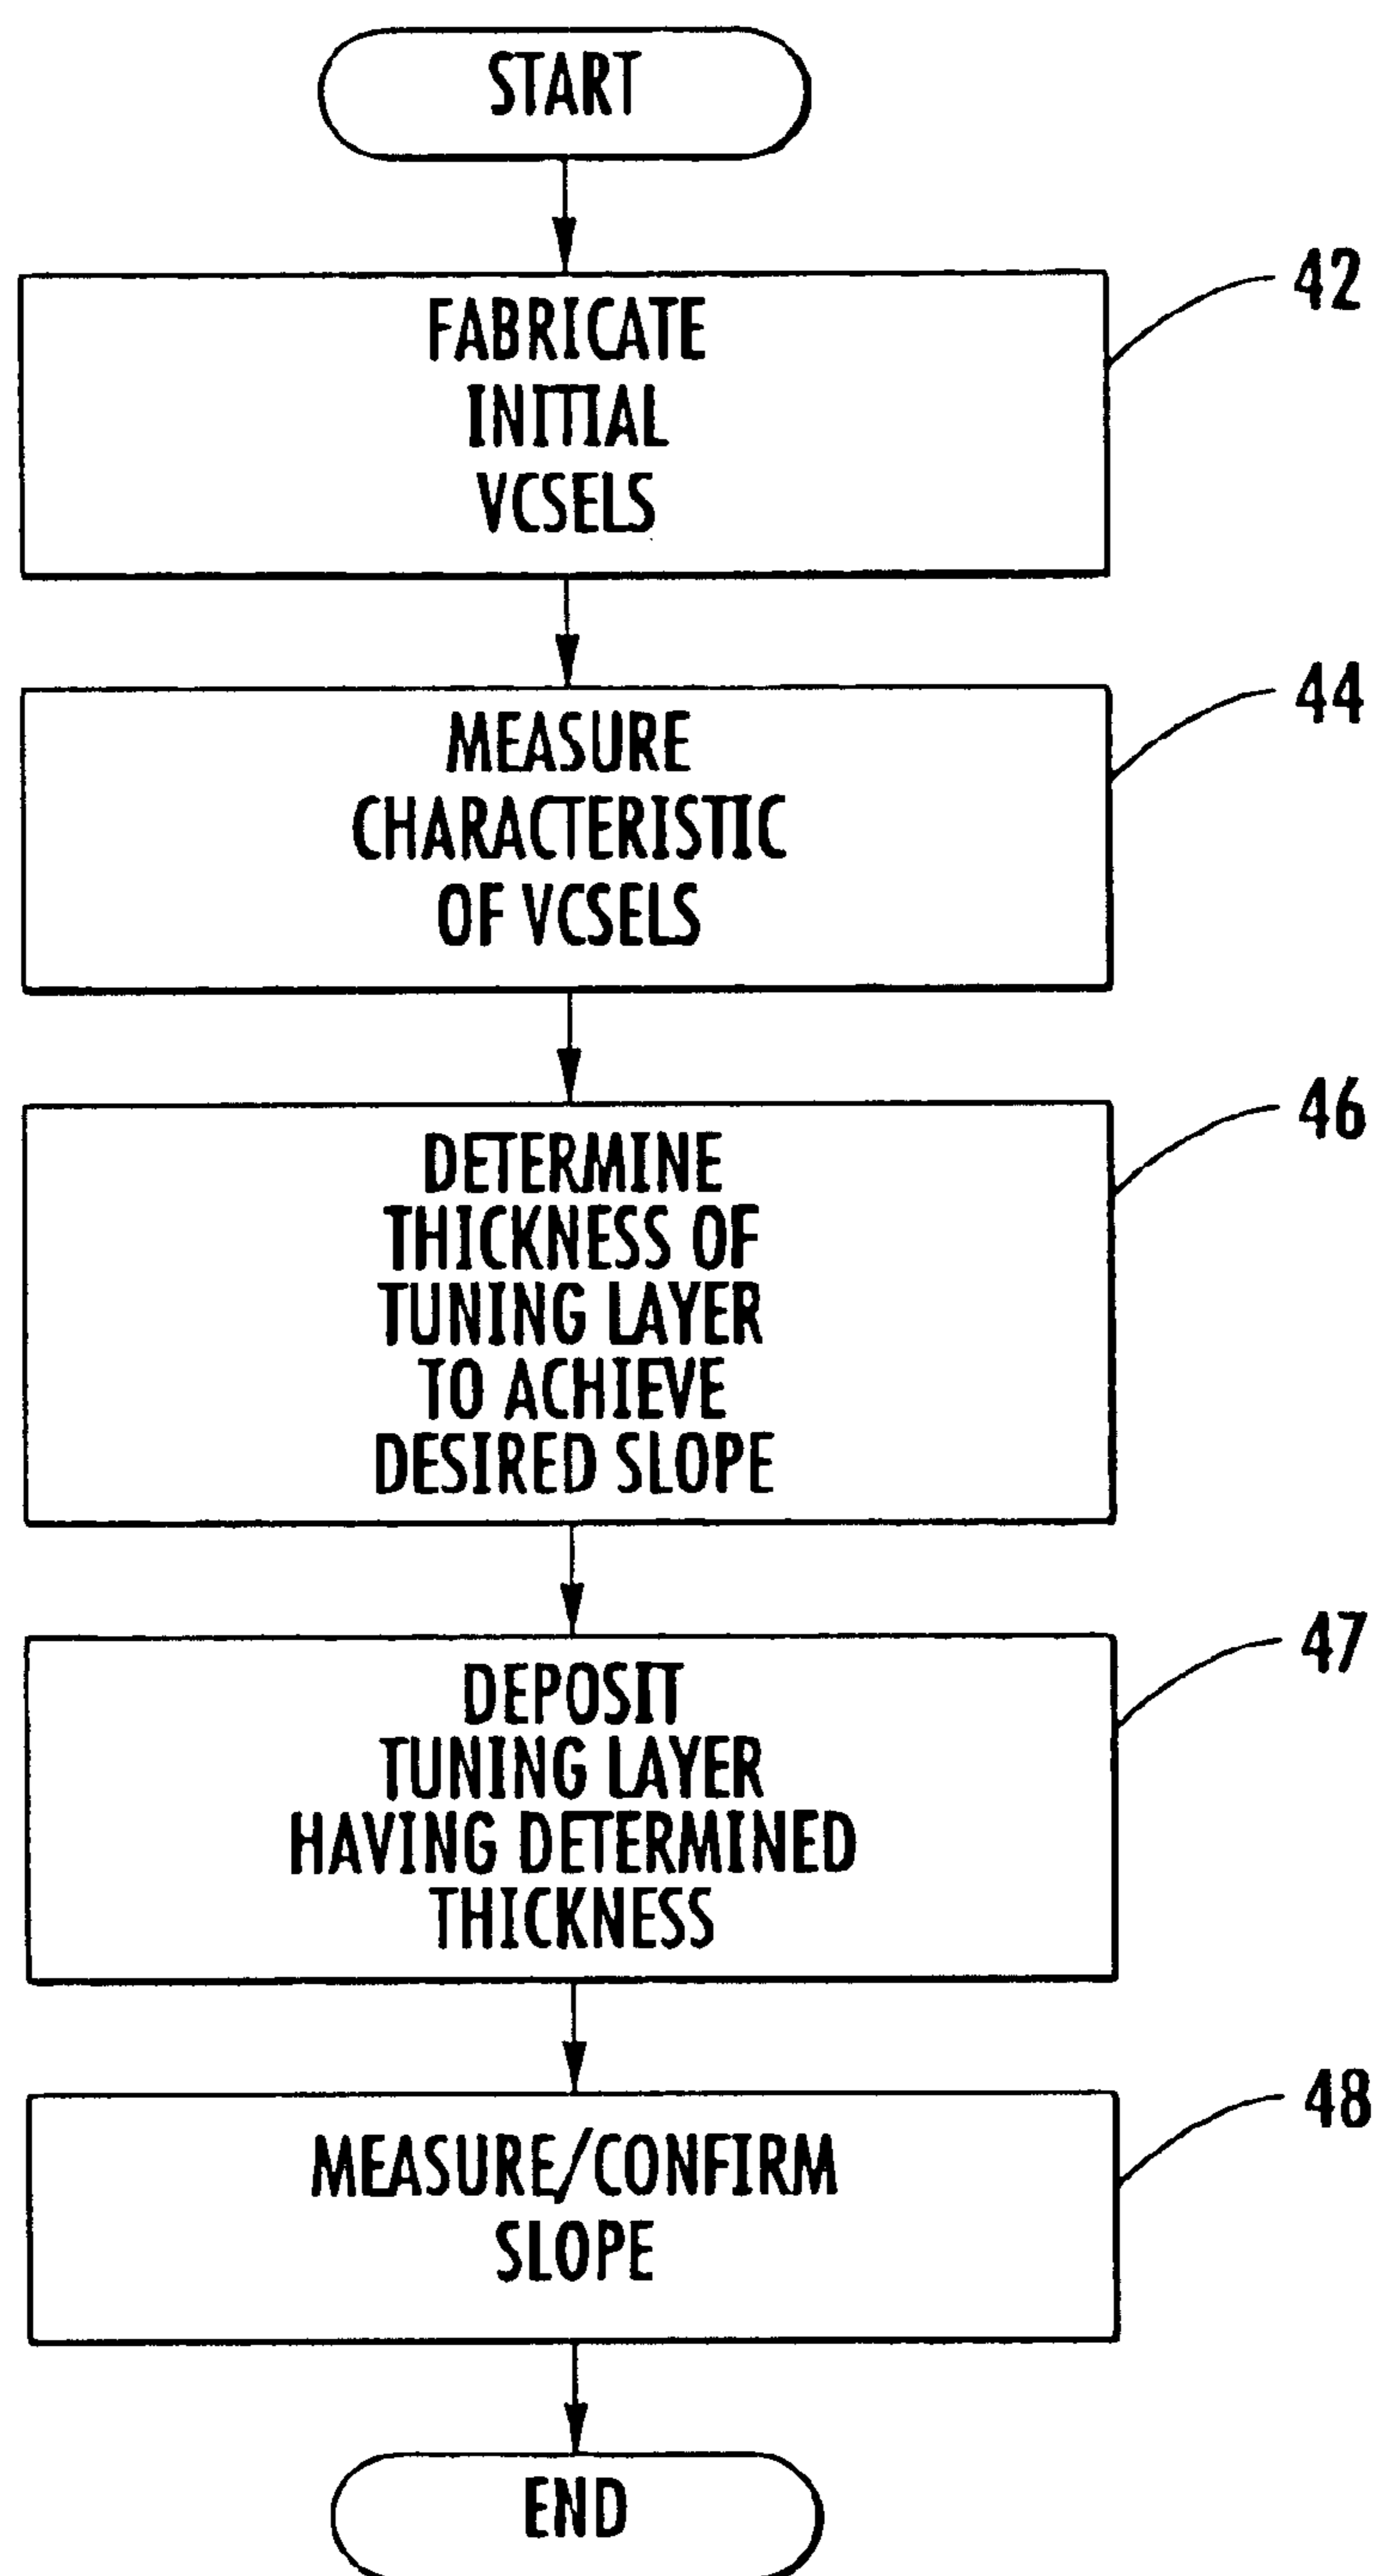 START
42
FABRICATE
INITIAL
VCSELS
44
MEASURE
CHARACTERISTIC
OF VCSELS
46
DETERMINE
THICKNESS OF
TUNING LAYER
TO ACHIEVE
DESIRED SLOPE
47
DEPOSIT
TUNING LAYER
HAVING DETERMINED
THICKNESS
48
MEASURE/CONFIRM
SLOPE
END